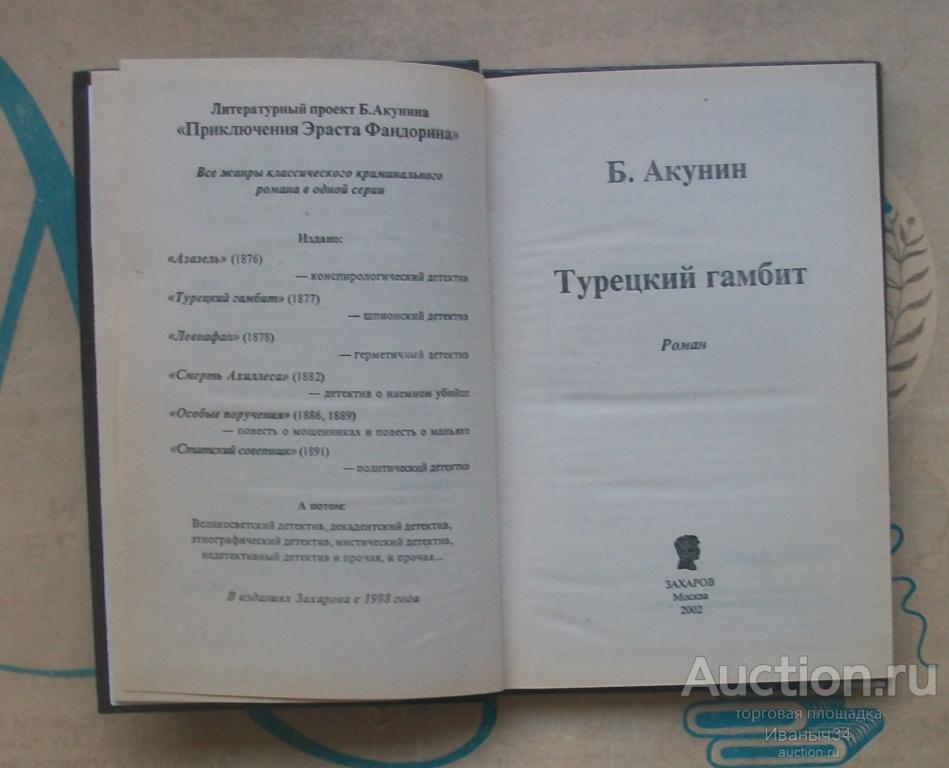 Литературный проект Б.Акунина
«Приключения Эраста Фандорина»
Все жанры классического криминального
романа в одной серии
Издано:
«Азазель» (1876)
— конспирологический детектив
«Турецкий гамбит» (1877)
— шпионский детектив
«Левиафан» (1878)
— герметичный детектив
«Смерть Ахиллеса» (1882)
— детектив о наемном убийце
«Особые поручения» (1886, 1889)
— повесть о мошенниках и повесть о маньяке
«Статский советник» (1891)
— политический детектив
А потом:
Великосветский детектив, декадентский детектив,
этнографический детектив, мистический детектив,
недетективный детектив и прочая, и прочая...
В изданиях Захарова с 1998 года
Б. Акунин
Турецкий гамбит
Роман
ЗАХАРОВ
Москва
2002
Auction.ru
торговая площадка
Иваныч34
auction.ru